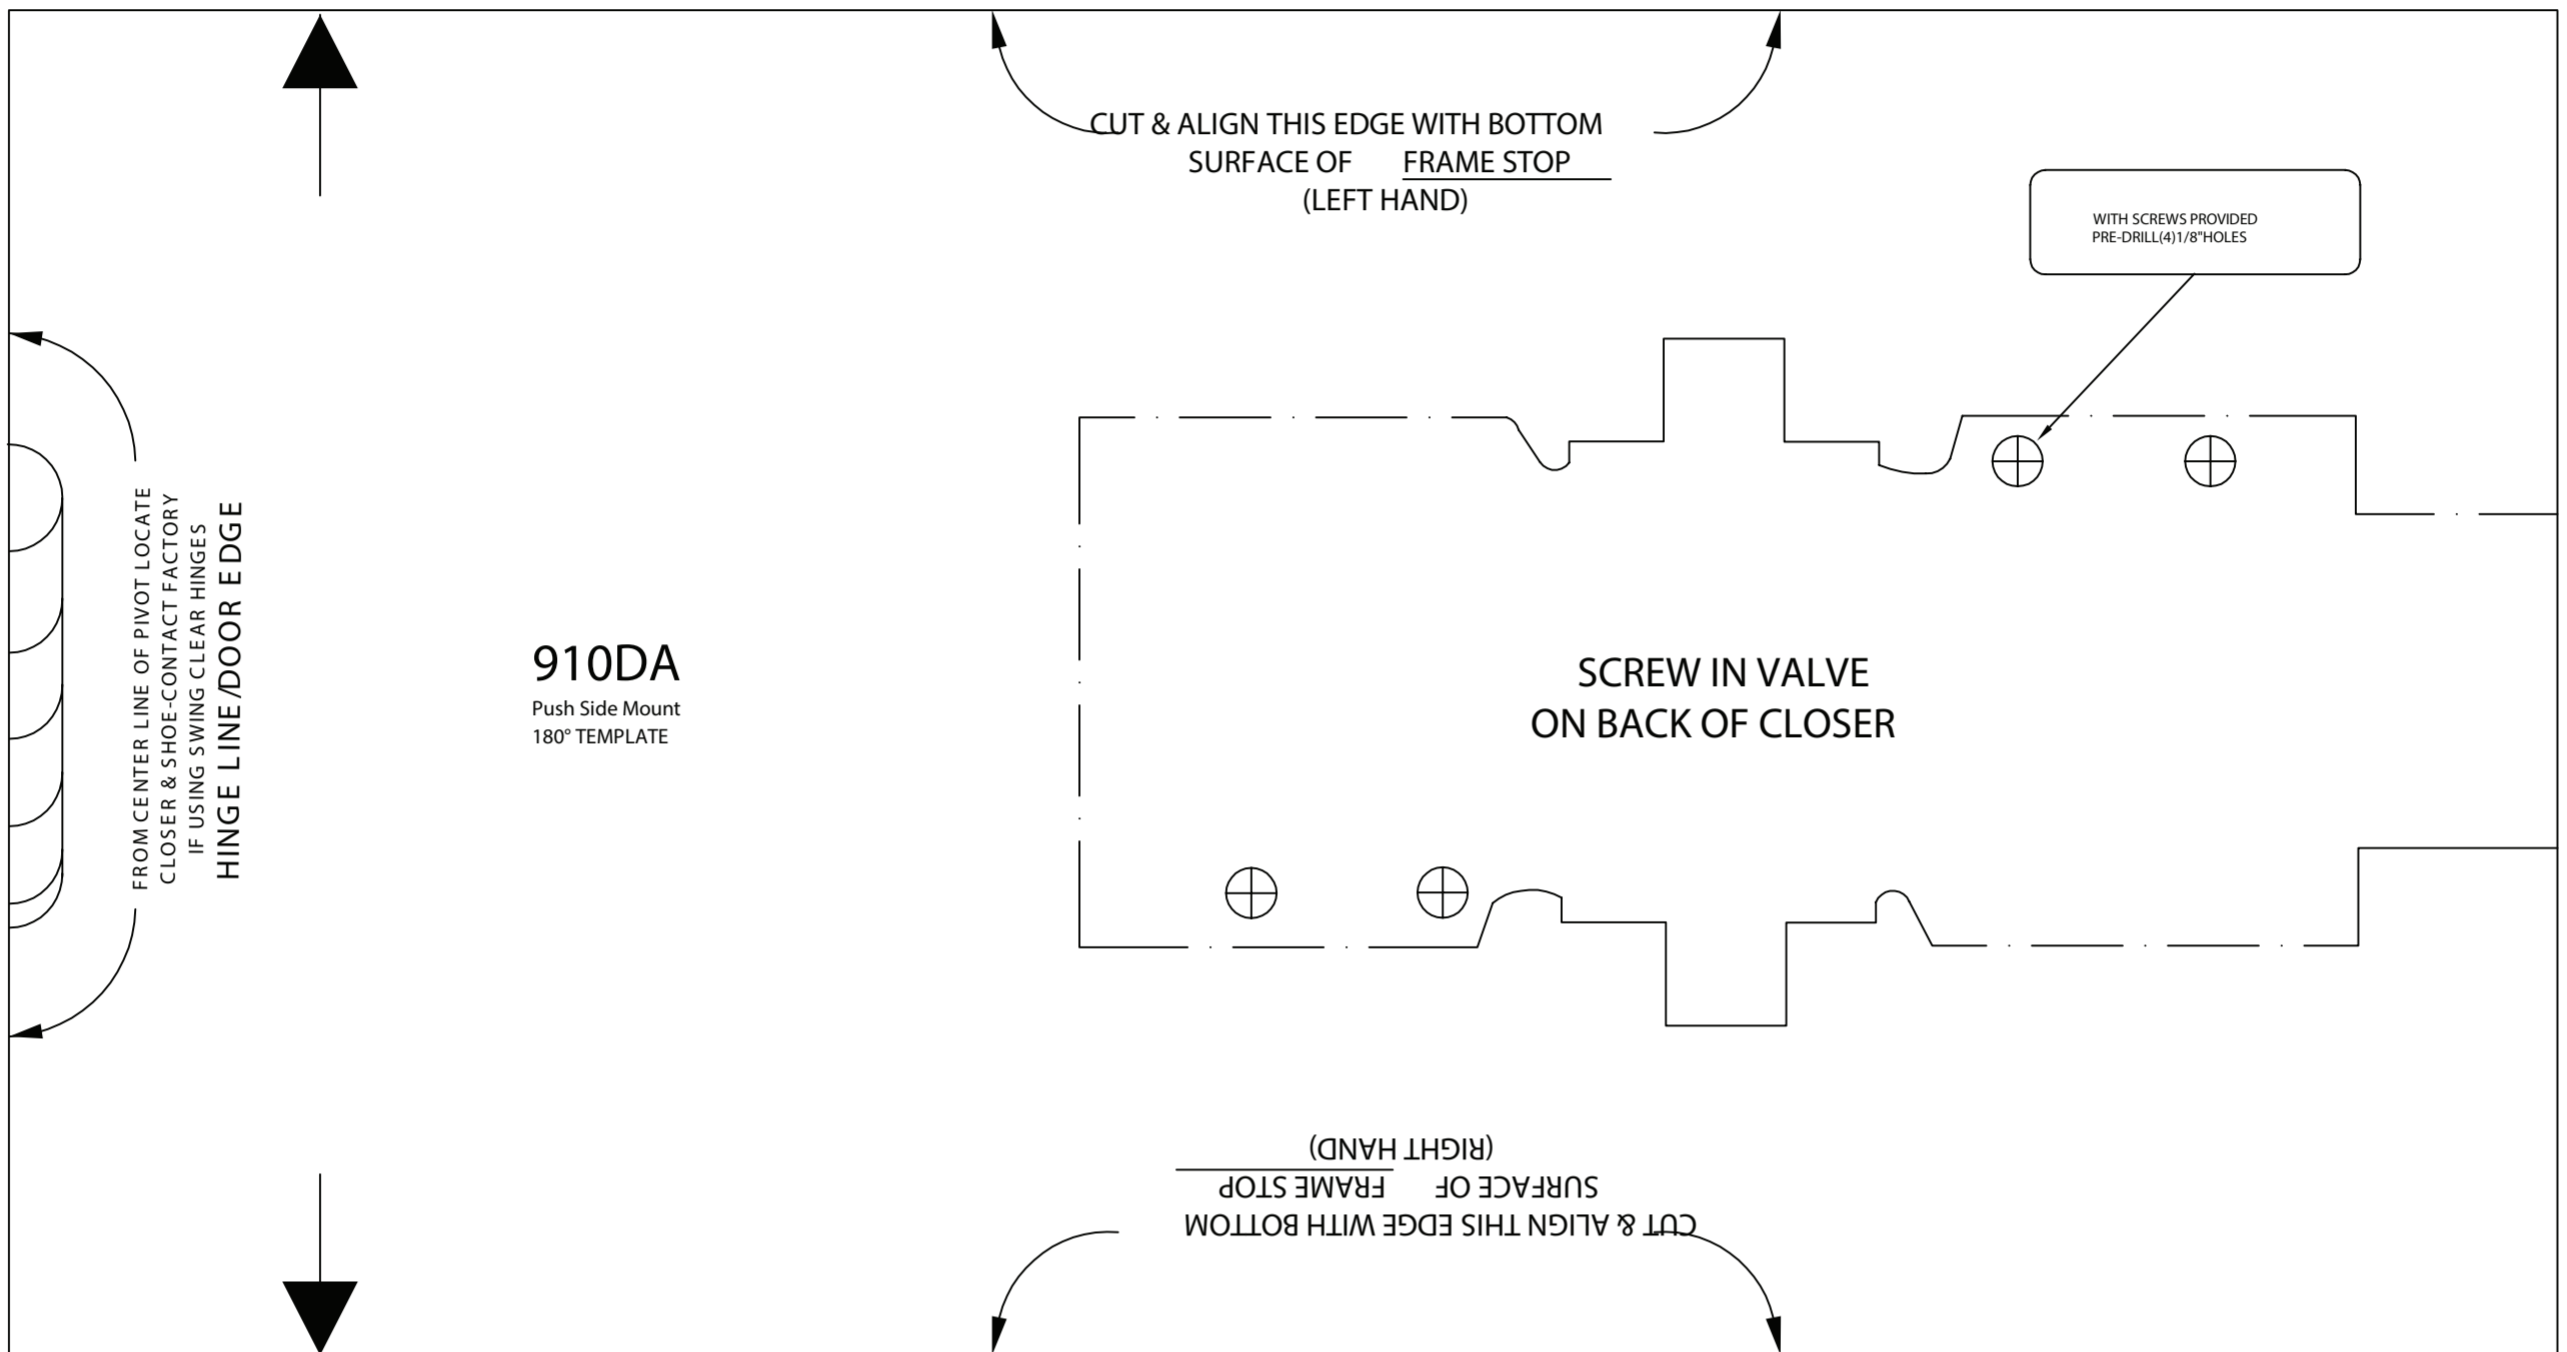 CUT & ALIGN THIS EDGE WITH BOTTOM
SURFACE OF FRAME STOP
(LEFT HAND)
WITH SCREWS PROVIDED
PRE-DRILL(4)1/8"HOLES
FROM CENTER LINE OF PIVOT LOCATE
CLOSER & SHOE-CONTACT FACTORY
IF USING SWING CLEAR HINGES
HINGE LINE/DOOR EDGE
910DA
Push Side Mount
180° TEMPLATE
SCREW IN VALVE
ON BACK OF CLOSER
CUT & ALIGN THIS EDGE WITH BOTTOM
SURFACE OF FRAME STOP
(RIGHT HAND)